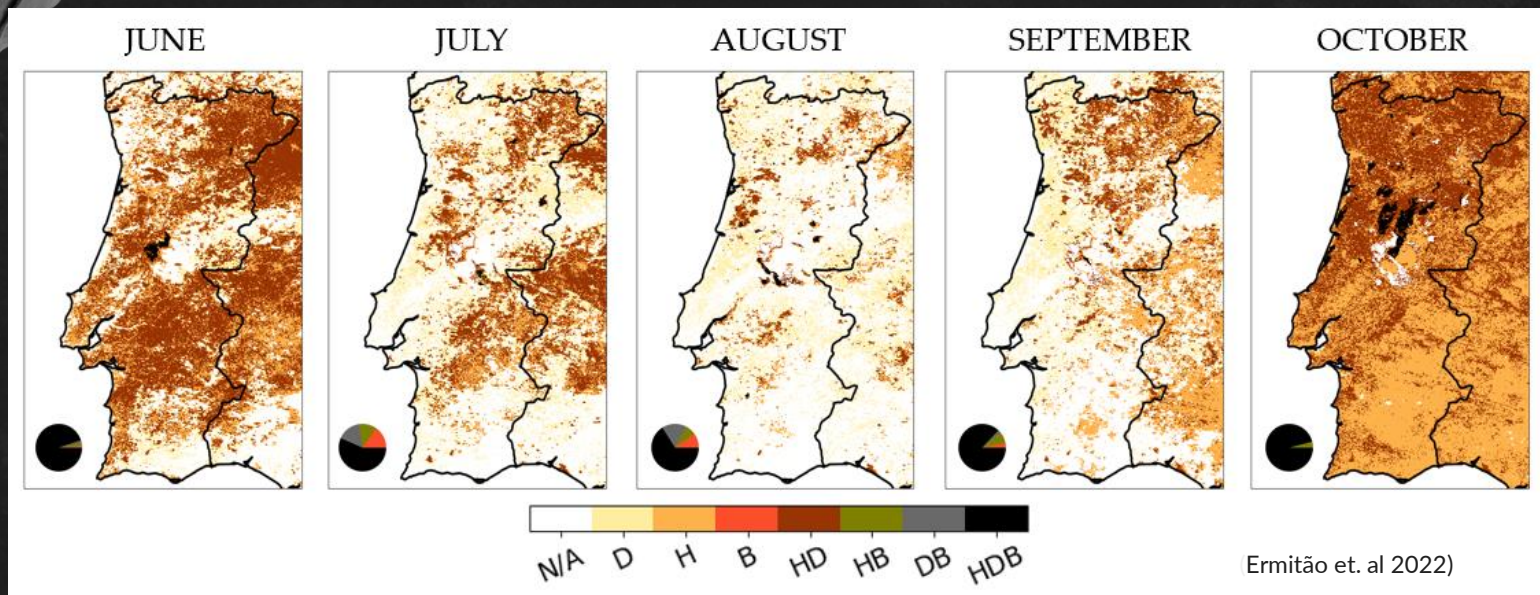 JUNE
JULY
AUGUST
SEPTEMBER
OCTOBER
N/A
D
H
B
HD
HB
DB
HDB
(Ermitão et. al 2022)